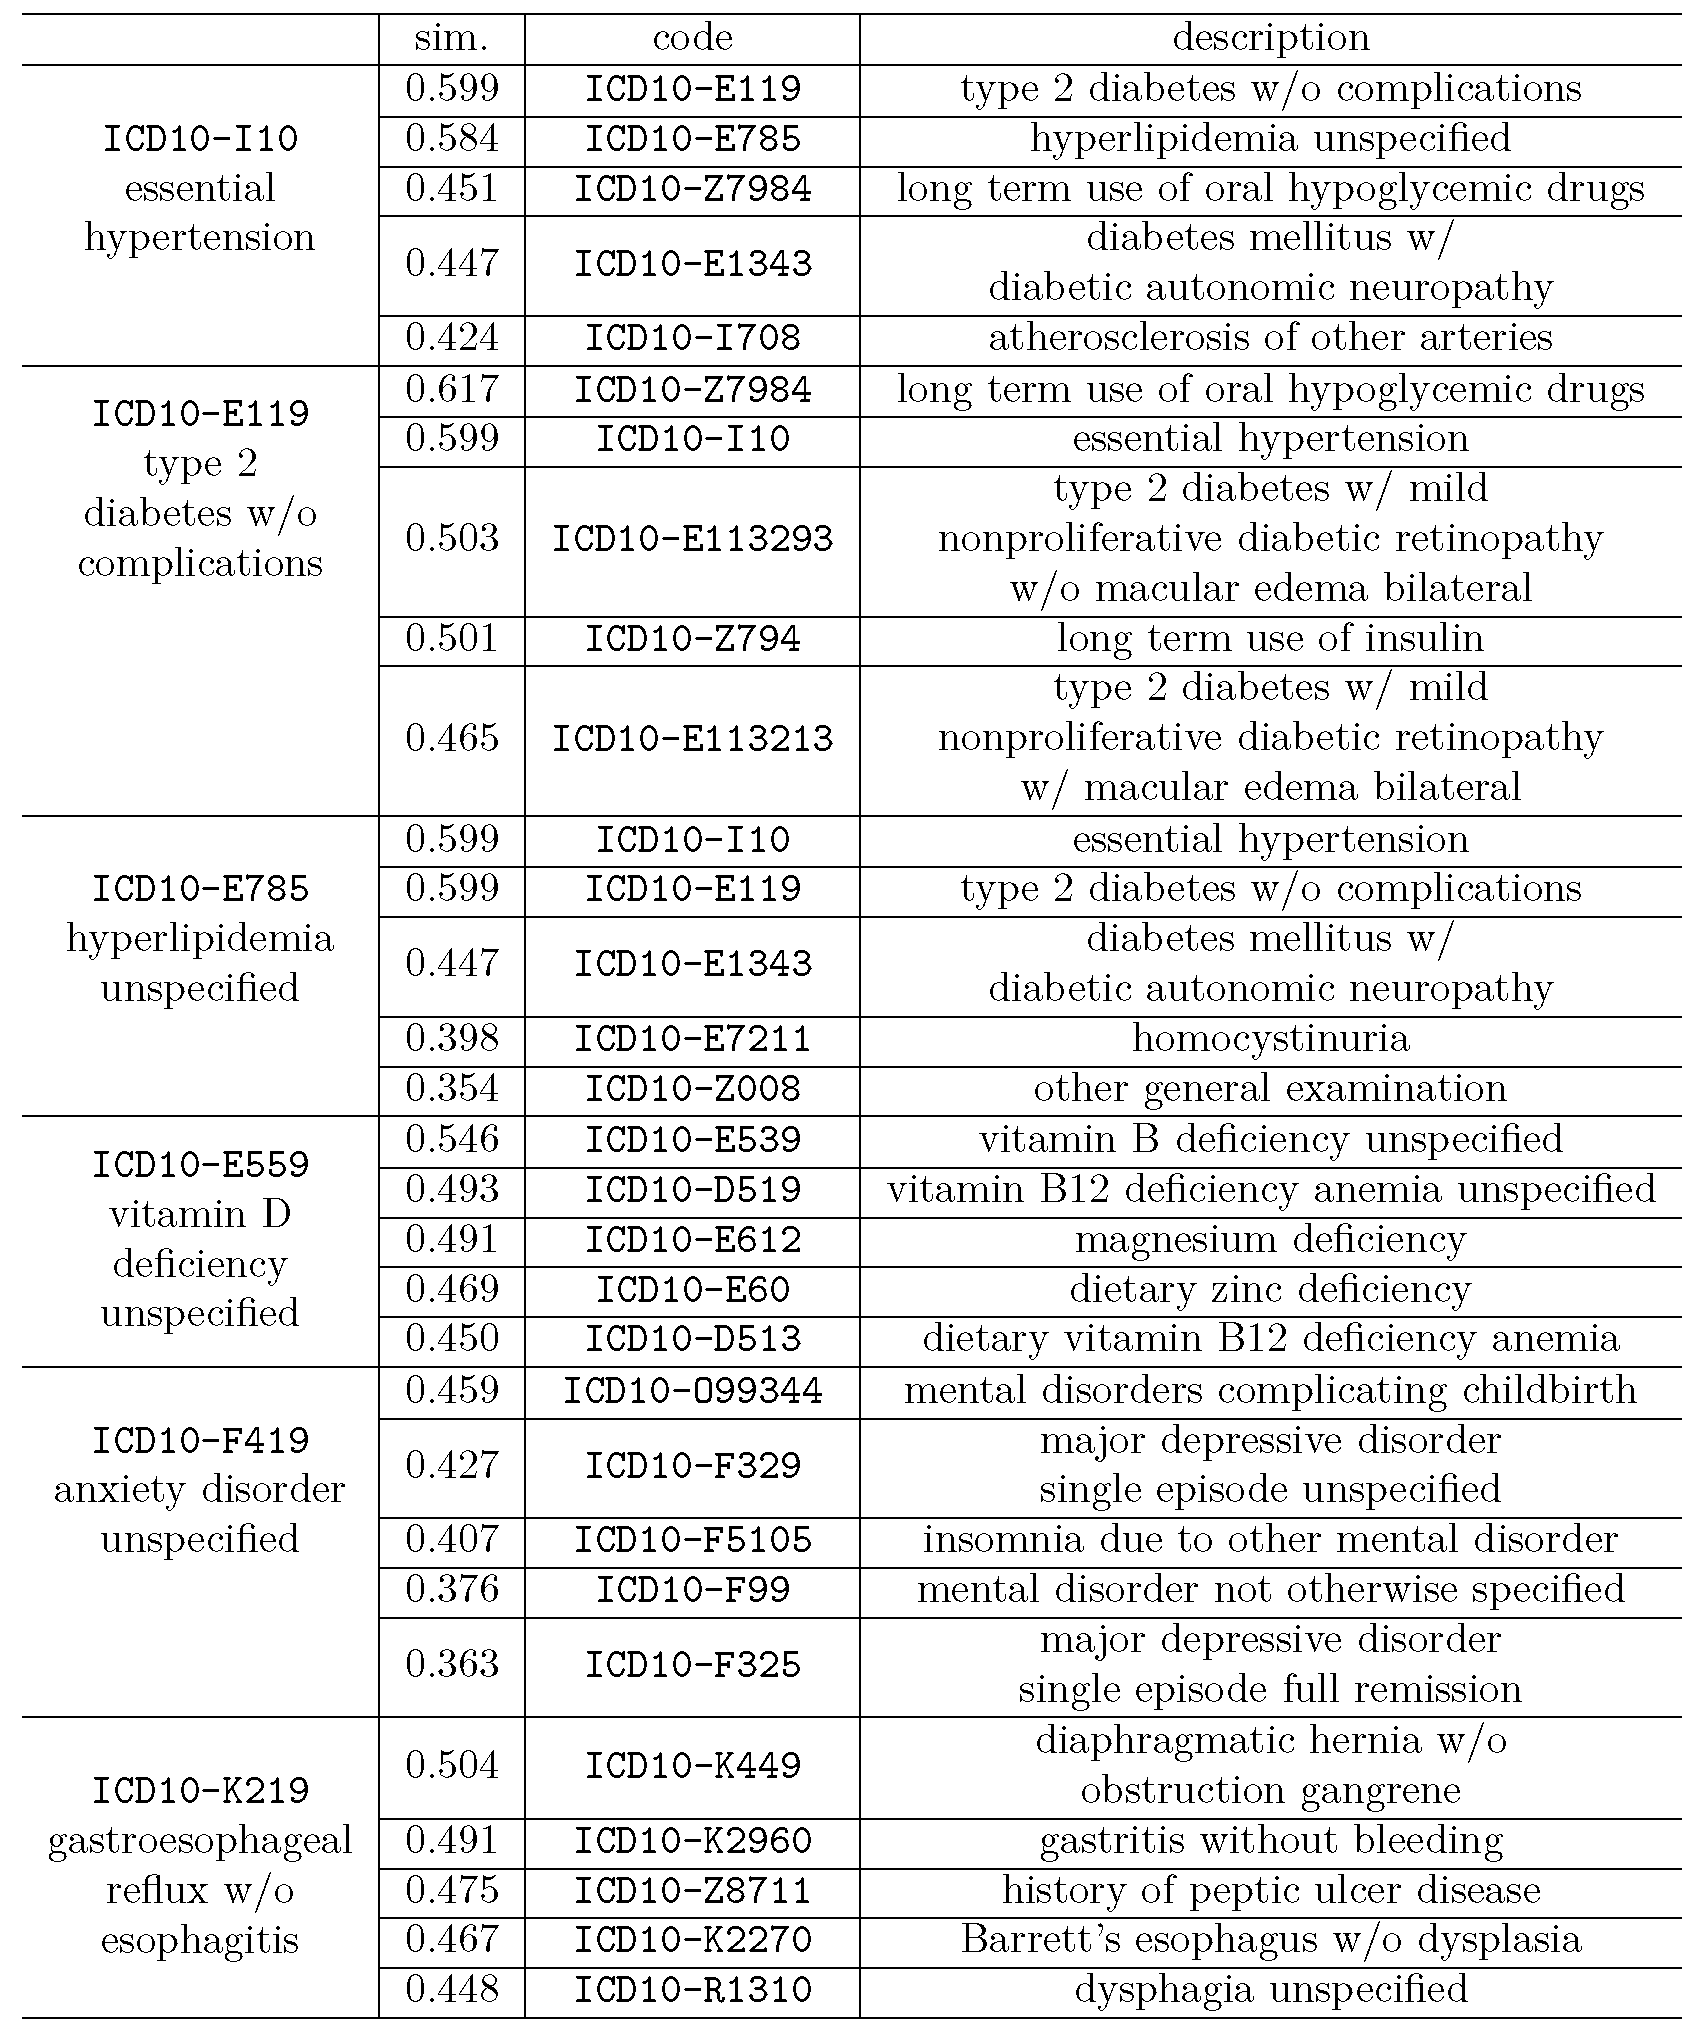 sim. code description
ICD10-I10
essential
hypertension
0.599 ICD10-E119 type 2 diabetes w/o complications
0.584 ICD10-E785 hyperlipidemia unspecified
0.451 ICD10-Z7984 long term use of oral hypoglycemic drugs
0.447 ICD10-E1343 diabetes mellitus w/
diabetic autonomic neuropathy
0.424 ICD10-I708 atherosclerosis of other arteries
ICD10-E119
type 2
diabetes w/o
complications
0.617 ICD10-Z7984 long term use of oral hypoglycemic drugs
0.599 ICD10-I10 essential hypertension
0.503 ICD10-E113293 type 2 diabetes w/ mild
nonproliferative diabetic retinopathy
w/o macular edema bilateral
0.501 ICD10-Z794 long term use of insulin
0.465 ICD10-E113213 type 2 diabetes w/ mild
nonproliferative diabetic retinopathy
w/ macular edema bilateral
ICD10-E785
hyperlipidemia
unspecified
0.599 ICD10-I10 essential hypertension
0.599 ICD10-E119 type 2 diabetes w/o complications
0.447 ICD10-E1343 diabetes mellitus w/
diabetic autonomic neuropathy
0.398 ICD10-E7211 homocystinuria
0.354 ICD10-Z008 other general examination
ICD10-E559
vitamin D
deficiency
unspecified
0.546 ICD10-E539 vitamin B deficiency unspecified
0.493 ICD10-D519 vitamin B12 deficiency anemia unspecified
0.491 ICD10-E612 magnesium deficiency
0.469 ICD10-E60 dietary zinc deficiency
0.450 ICD10-D513 dietary vitamin B12 deficiency anemia
ICD10-F419
anxiety disorder
unspecified
0.459 ICD10-O99344 mental disorders complicating childbirth
0.427 ICD10-F329 major depressive disorder
single episode unspecified
0.407 ICD10-F5105 insomnia due to other mental disorder
0.376 ICD10-F99 mental disorder not otherwise specified
0.363 ICD10-F325 major depressive disorder
single episode full remission
ICD10-K219
gastroesophageal
reflux w/o
esophagitis
0.504 ICD10-K449 diaphragmatic hernia w/o
obstruction gangrene
0.491 ICD10-K2960 gastritis without bleeding
0.475 ICD10-Z8711 history of peptic ulcer disease
0.467 ICD10-K2270 Barrett's esophagus w/o dysplasia
0.448 ICD10-R1310 dysphagia unspecified